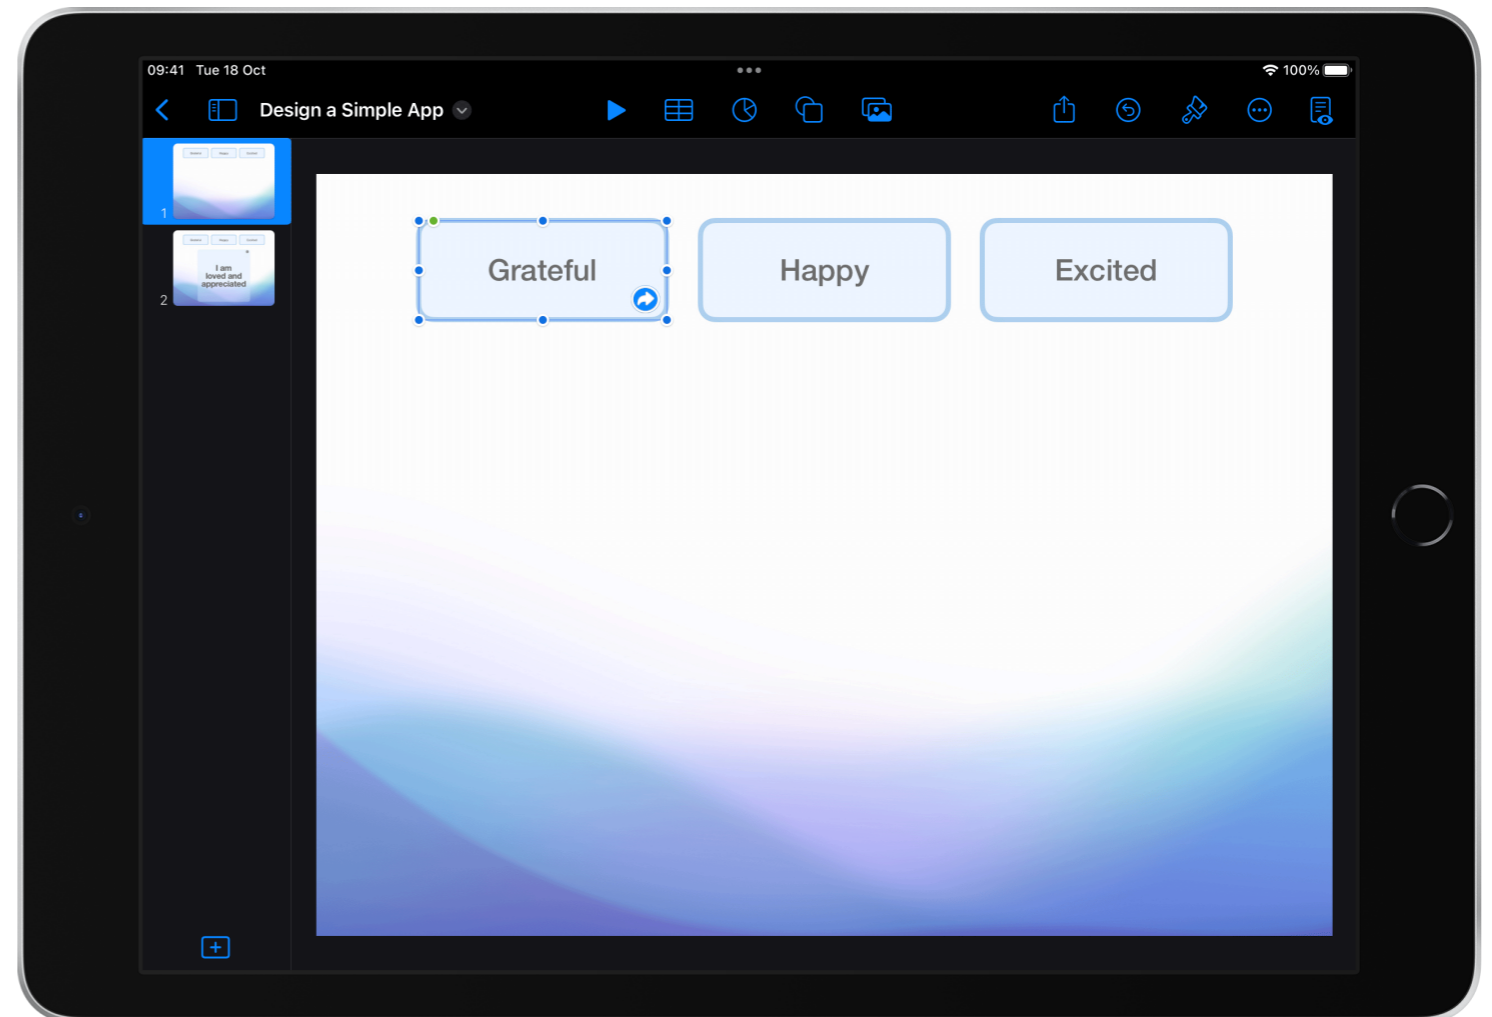 09:41 Tue 18 Oct
100%
Design a Simple App
1
Grateful Happy Excited
I am
loved and
appreciated
2